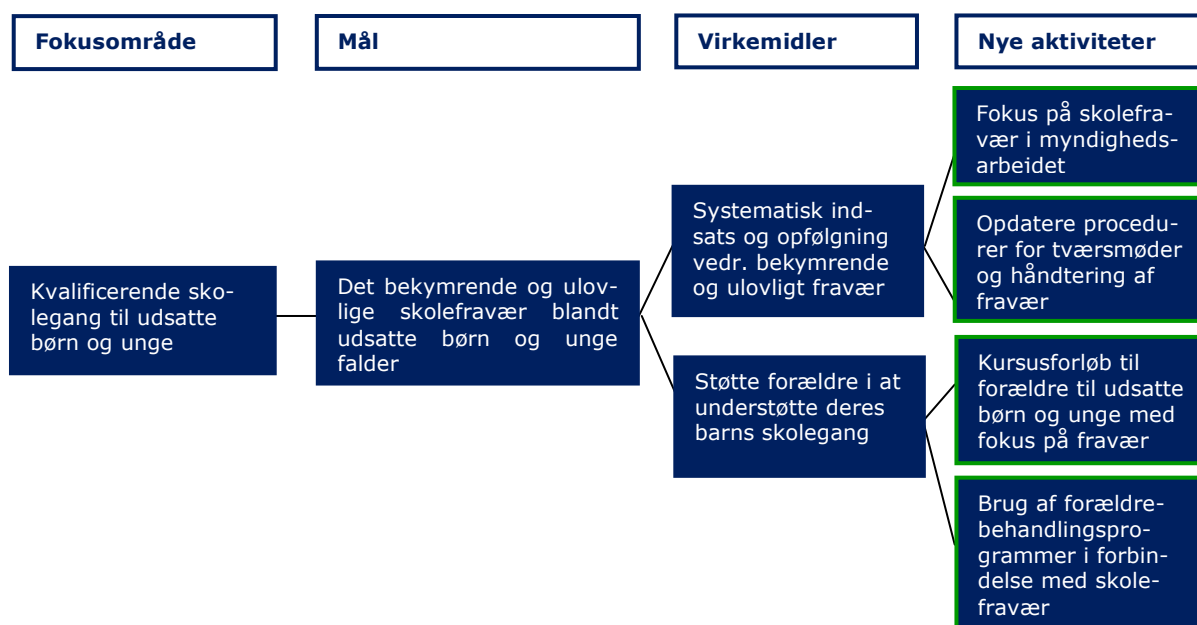 Fokusområde
Mål
Virkemidler
Nye aktiviteter
Kvalificerende sko-
legang til udsatte
børn og unge
Det bekymrende og ulov-
lige skolefravær blandt
udsatte børn og unge
falder
Systematisk ind-
sats og opfølgning
vedr. bekymrende
og ulovligt fravær
Støtte forældre i at
understøtte deres
barns skolegang
Fokus på skolefra-
vær i myndigheds-
arbejdet
Opdatere procedu-
rer for tværsmøder
og håndtering af
fravær
Kursusforløb til
forældre til udsatte
børn og unge med
fokus på fravær
Brug af forældre-
behandlingspro-
grammer i forbin-
delse med skole-
fravær